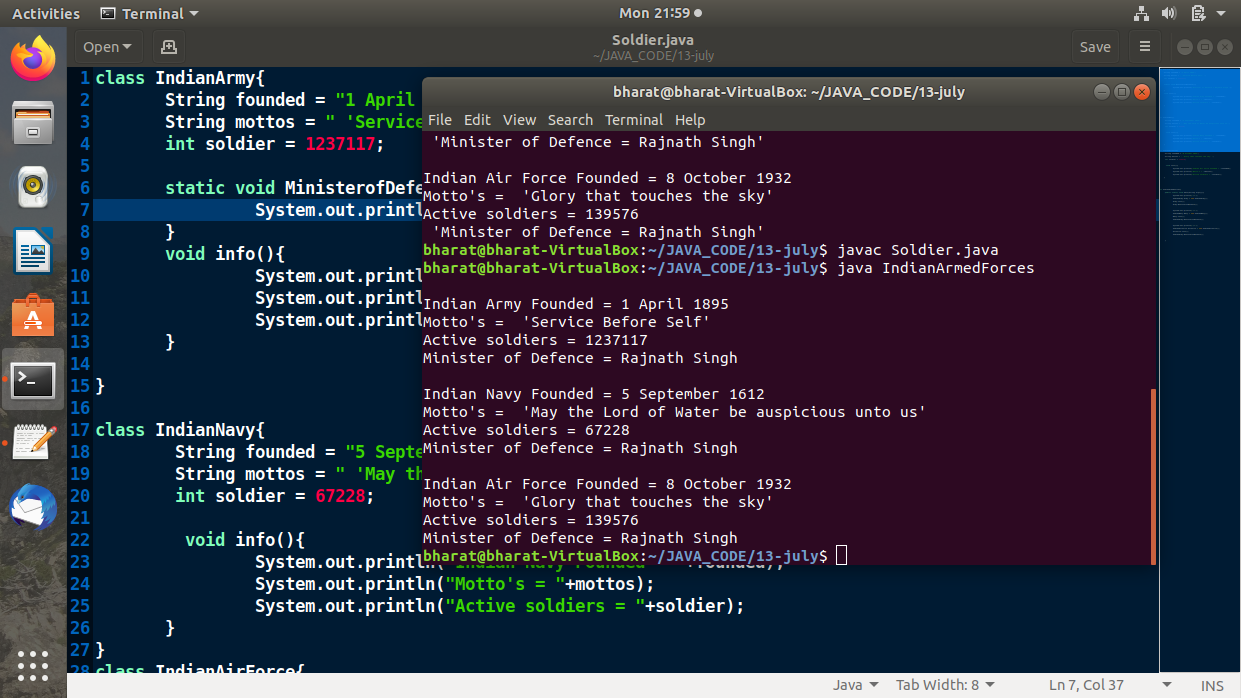 Activities Terminal Mon 21:59
Open Soldier.java Save
~/JAVA_CODE/13-july
1 class IndianArmy{
2 String founded = "1 April
3 String mottos = " 'Service
4 int soldier = 1237117;
5
6 static void MinisterofDefe
7 System.out.printl
8 }
9 void info(){
10 System.out.printl
11 System.out.printl
12 System.out.printl
13 }
14
15 }
16
17 class IndianNavy{
18 String founded = "5 Septe
19 String mottos = " 'May th
20 int soldier = 67228;
21
22 void info(){
23 System.out.println("Indian Navy Founded = "+founded);
24 System.out.println("Motto's = "+mottos);
25 System.out.println("Active soldiers = "+soldier);
26 }
27 }
28 class IndianAirForce{
bharat@bharat-VirtualBox: ~/JAVA_CODE/13-july
File Edit View Search Terminal Help
'Minister of Defence = Rajnath Singh'
Indian Air Force Founded = 8 October 1932
Motto's =  'Glory that touches the sky'
Active soldiers = 139576
'Minister of Defence = Rajnath Singh'
bharat@bharat-VirtualBox:~/JAVA_CODE/13-july$ javac Soldier.java
bharat@bharat-VirtualBox:~/JAVA_CODE/13-july$ java IndianArmedForces
Indian Army Founded = 1 April 1895
Motto's =  'Service Before Self'
Active soldiers = 1237117
Minister of Defence = Rajnath Singh
Indian Navy Founded = 5 September 1612
Motto's =  'May the Lord of Water be auspicious unto us'
Active soldiers = 67228
Minister of Defence = Rajnath Singh
Indian Air Force Founded = 8 October 1932
Motto's =  'Glory that touches the sky'
Active soldiers = 139576
Minister of Defence = Rajnath Singh
bharat@bharat-VirtualBox:~/JAVA_CODE/13-july$
Java Tab Width: 8 Ln 7, Col 37 INS